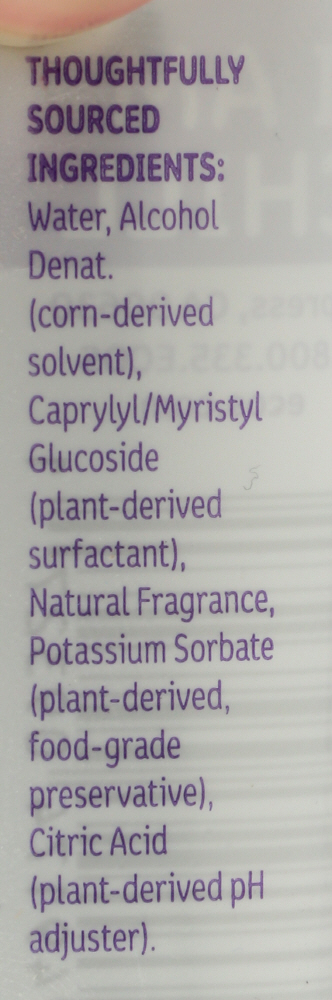 THOUGHTFULLY
SOURCED
INGREDIENTS:
Water, Alcohol
Denat.
(corn-derived
solvent),
Caprylyl/Myristyl
Glucoside
(plant-derived
surfactant),
Natural Fragrance,
Potassium Sorbate
(plant-derived,
food-grade
preservative),
Citric Acid
(plant-derived pH
adjuster).